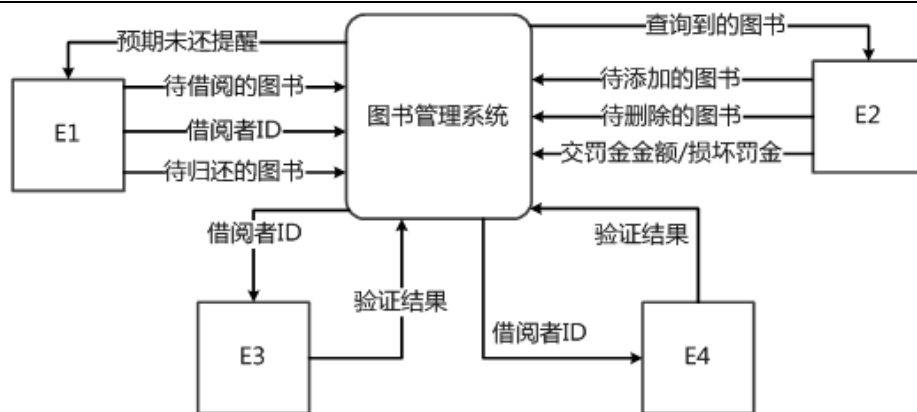 预期未还提醒
查询到的图书
待借阅的图书
待添加的图书
E1
借阅者ID
图书管理系统
待删除的图书
E2
待归还的图书
交罚金金额/损坏罚金
借阅者ID
验证结果
验证结果
借阅者ID
E3
E4